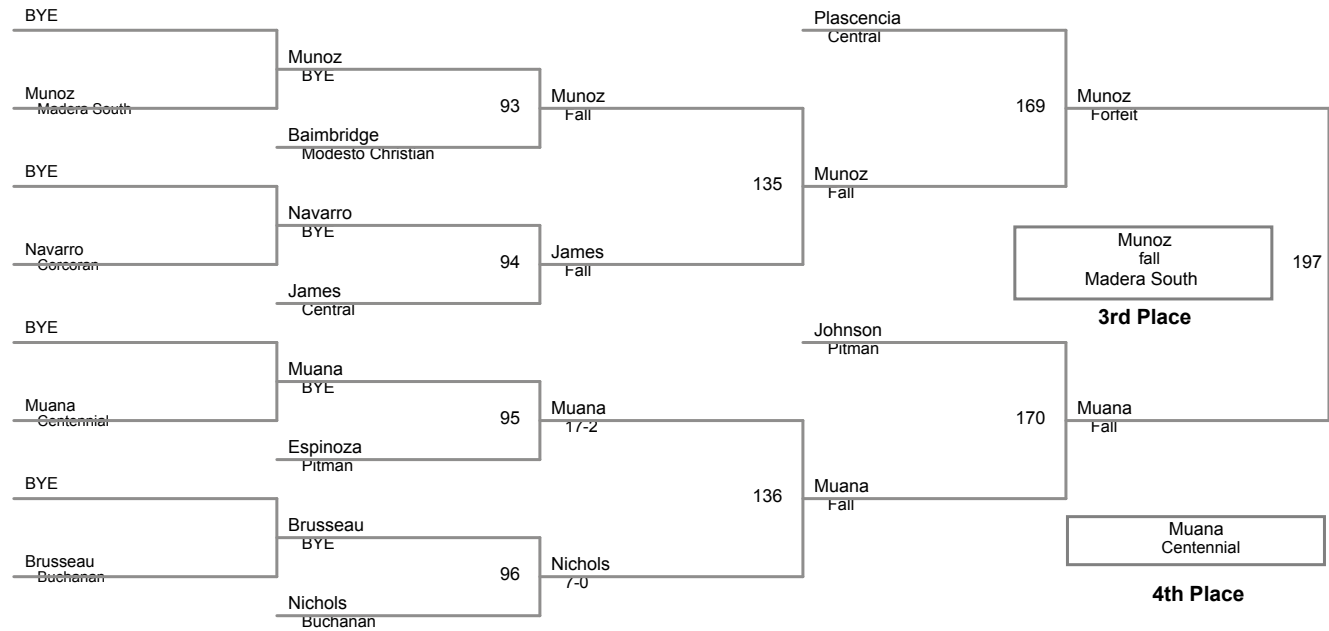 BYE
Munoz
Madera South
BYE
Navarro
Corcoran
BYE
Muana
Centennial
BYE
Brusseau
Buchanan
Munoz
BYE
93
Baimbridge
Modesto Christian
Navarro
BYE
94
James
Central
Muana
BYE
95
Espinoza
Pitman
Brusseau
BYE
96
Nichols
Buchanan
Munoz
Fall
135
James
Fall
Muana
17-2
136
Nichols
7-0
Plascencia
Central
169
Munoz
Fall
Johnson
Pitman
170
Muana
Fall
Munoz
Forfeit
197
Muana
Fall
Munoz
fall
Madera South
3rd Place
Muana
Centennial
4th Place